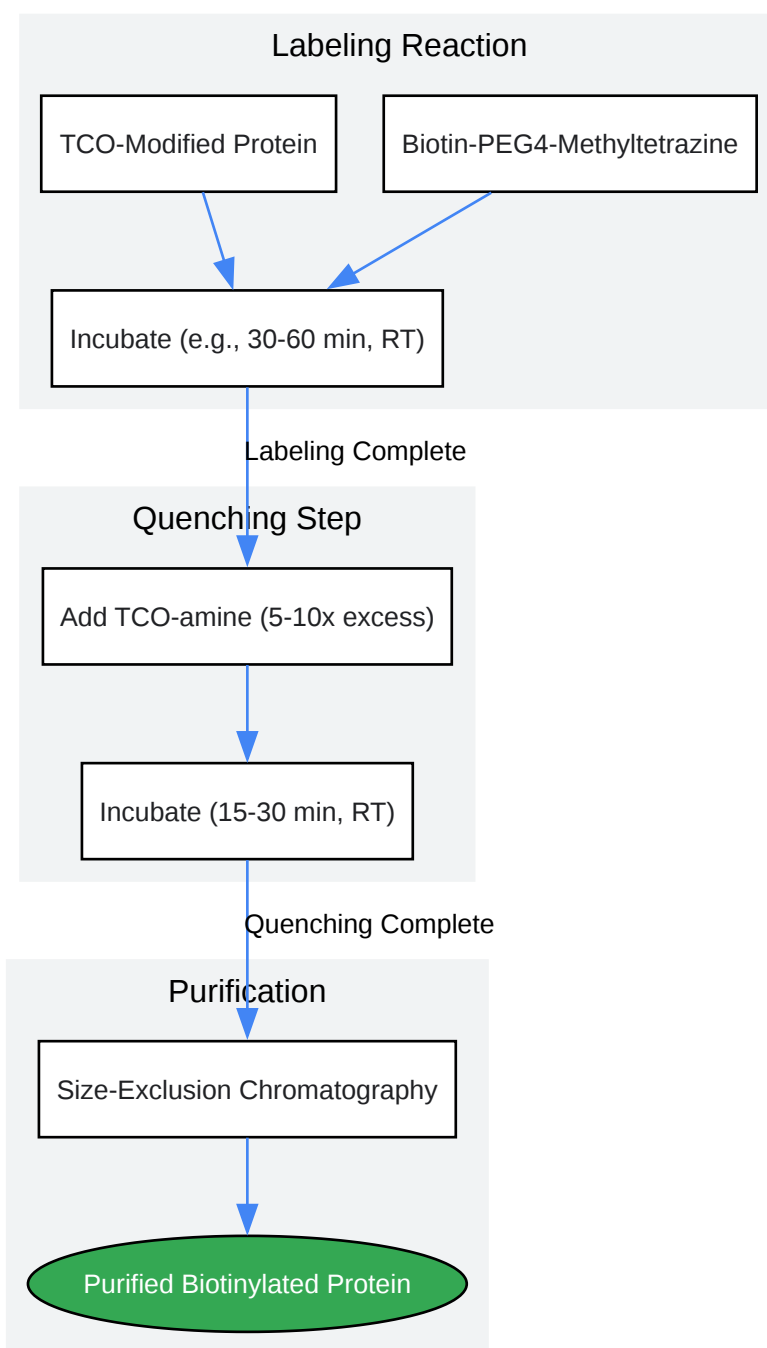 Labeling Reaction
TCO-Modified Protein
Biotin-PEG4-Methyltetrazine
Incubate (e.g., 30-60 min, RT)
Labeling Complete
Quenching Step
Add TCO-amine (5-10x excess)
Incubate (15-30 min, RT)
Quenching Complete
Purification
Size-Exclusion Chromatography
Purified Biotinylated Protein